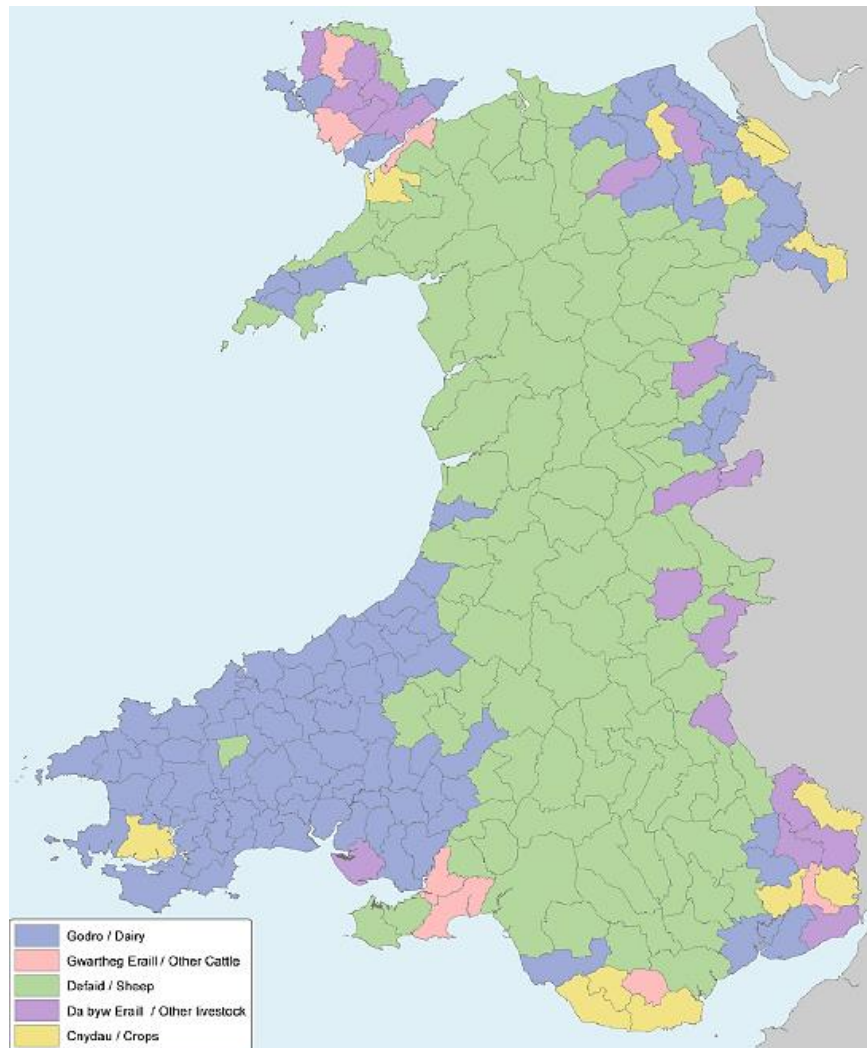 Godro / Dairy
Gwartheg Eraill / Other Cattle
Defaid / Sheep
Da byw Eraill / Other livestock
Cnydau / Crops